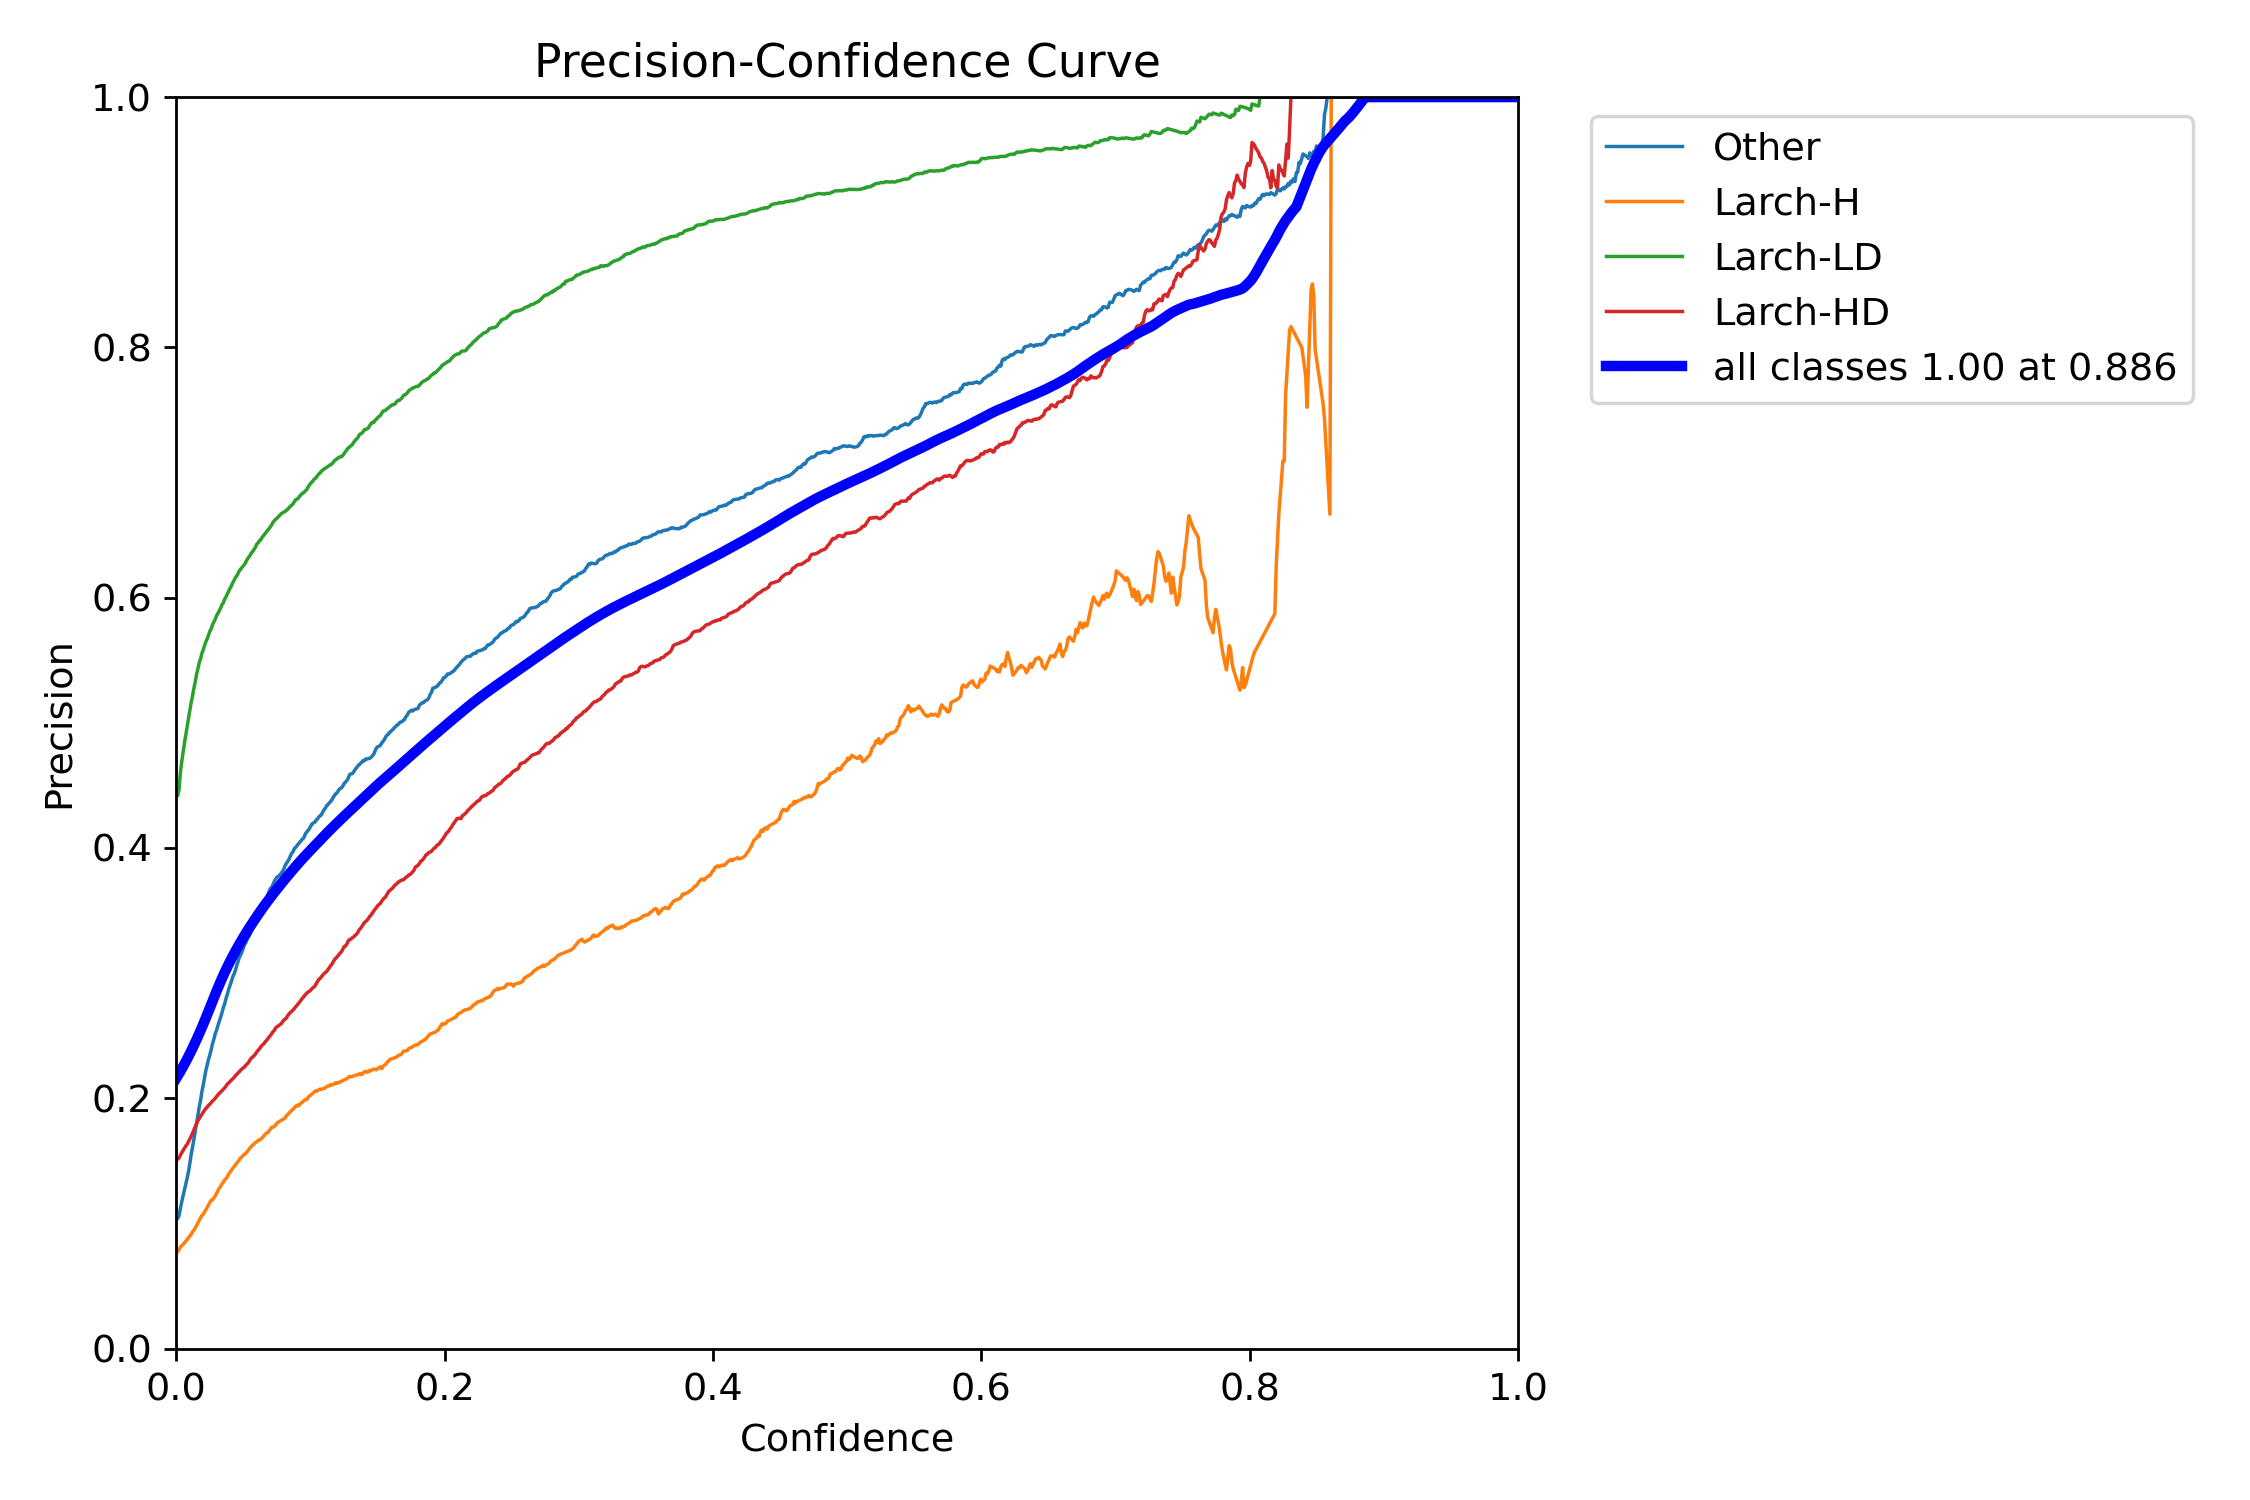 Precision-Confidence Curve
1.0
0.8
0.6
0.4
0.2
0.0
Precision
0.0 0.2 0.4 0.6 0.8 1.0
Confidence
Other
Larch-H
Larch-LD
Larch-HD
all classes 1.00 at 0.886